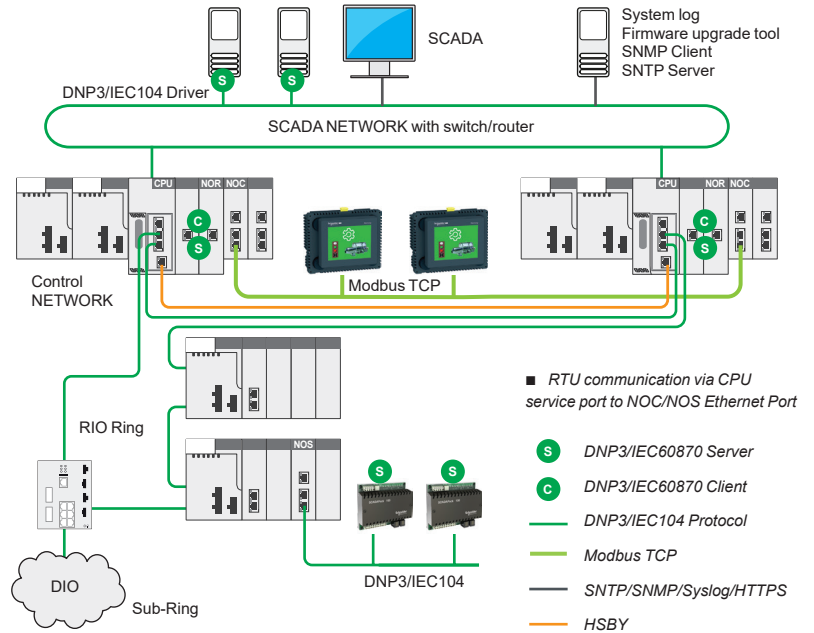 System log
Firmware upgrade tool
SNMP Client
SNTP Server
SCADA
S
S
DNP3/IEC104 Driver
SCADA NETWORK with switch/router
CPU
NOR
NOC
CPU
NOR
NOC
C
S
C
S
Control
NETWORK
Modbus TCP
RIO Ring
NOS
S
S
DNP3/IEC104
DIO
Sub-Ring
■ RTU communication via CPU
service port to NOC/NOS Ethernet Port
S DNP3/IEC60870 Server
C DNP3/IEC60870 Client
DNP3/IEC104 Protocol
Modbus TCP
SNTP/SNMP/Syslog/HTTPS
HSBY